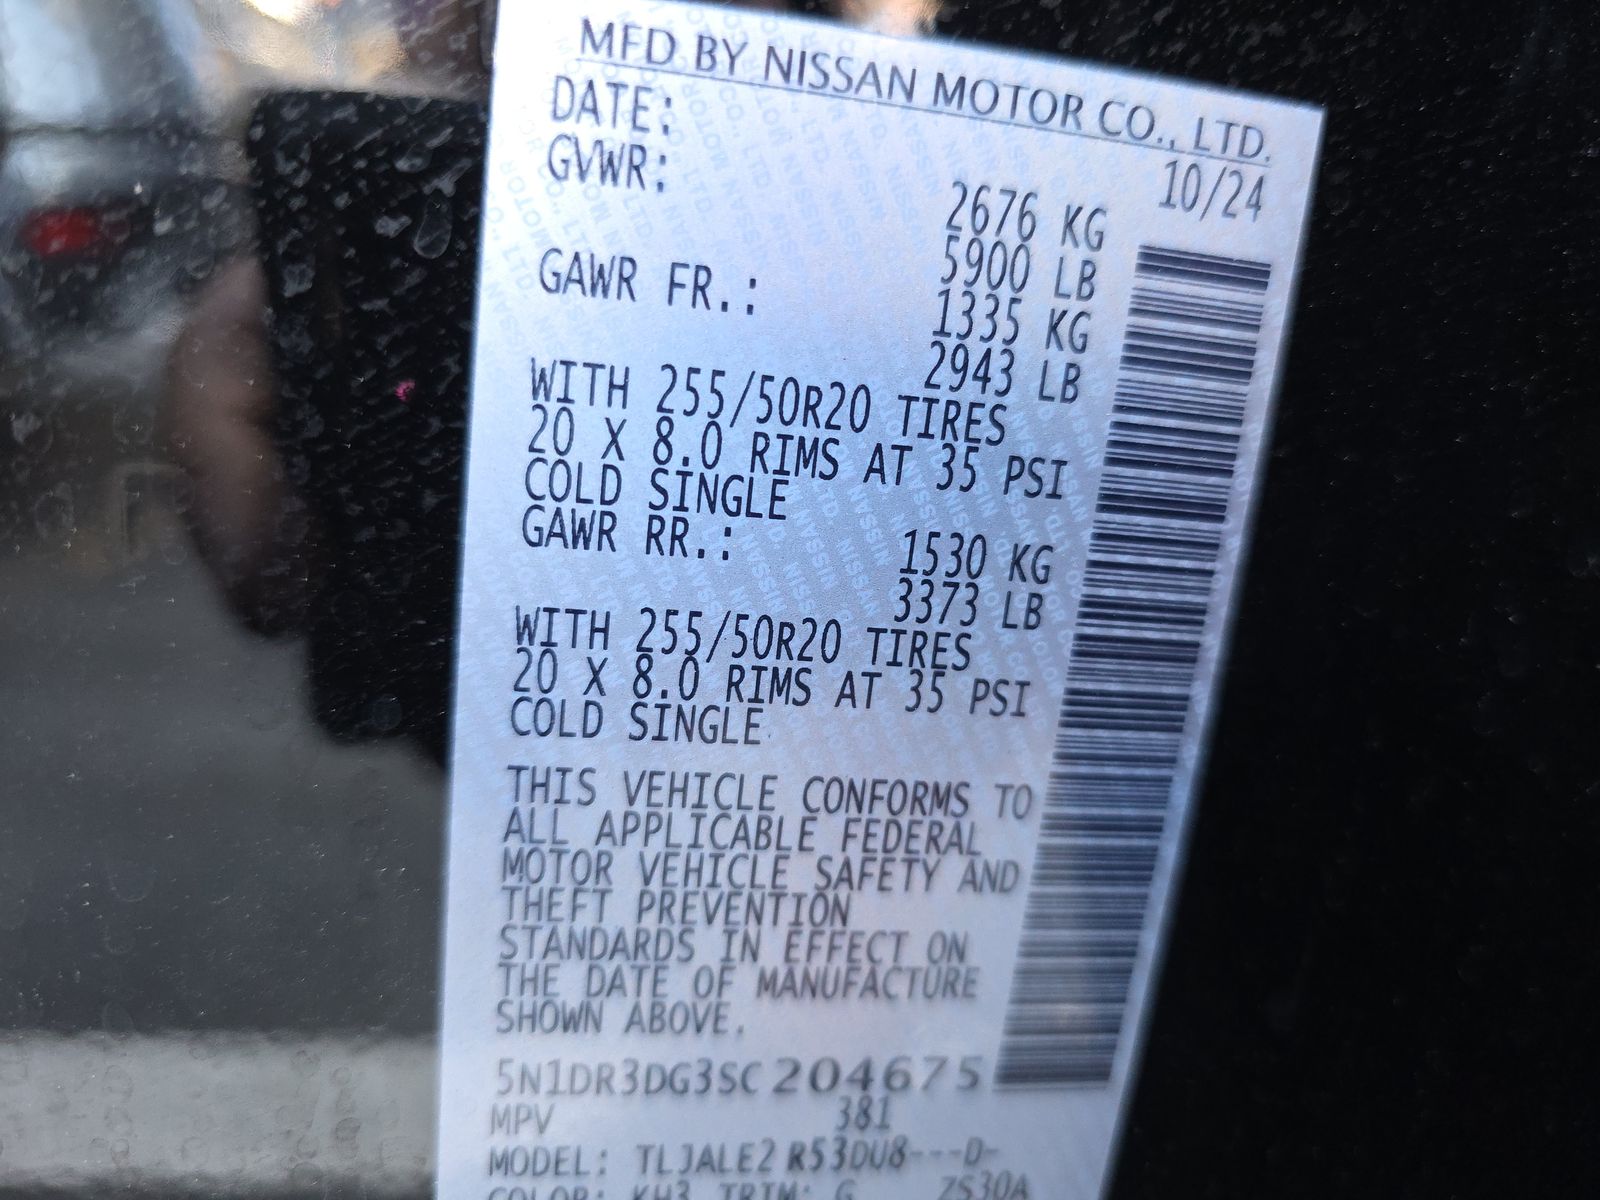 MFD BY NISSAN MOTOR CO., LTD.
DATE: 10/24
GVWR: 2676 KG
5900 LB
GAWR FR.: 1335 KG
2943 LB
WITH 255/50R20 TIRES
20 X 8.0 RIMS AT 35 PSI
COLD SINGLE
GAWR RR.: 1530 KG
3373 LB
WITH 255/50R20 TIRES
20 X 8.0 RIMS AT 35 PSI
COLD SINGLE
THIS VEHICLE CONFORMS TO
ALL APPLICABLE FEDERAL
MOTOR VEHICLE SAFETY AND
THEFT PREVENTION
STANDARDS IN EFFECT ON
THE DATE OF MANUFACTURE
SHOWN ABOVE.
5N1DR3DG3SC204675
MPV 381
MODEL: TLJALE2 R53DU8---D-
COLOR: KH3 TRIM: G ZS30A